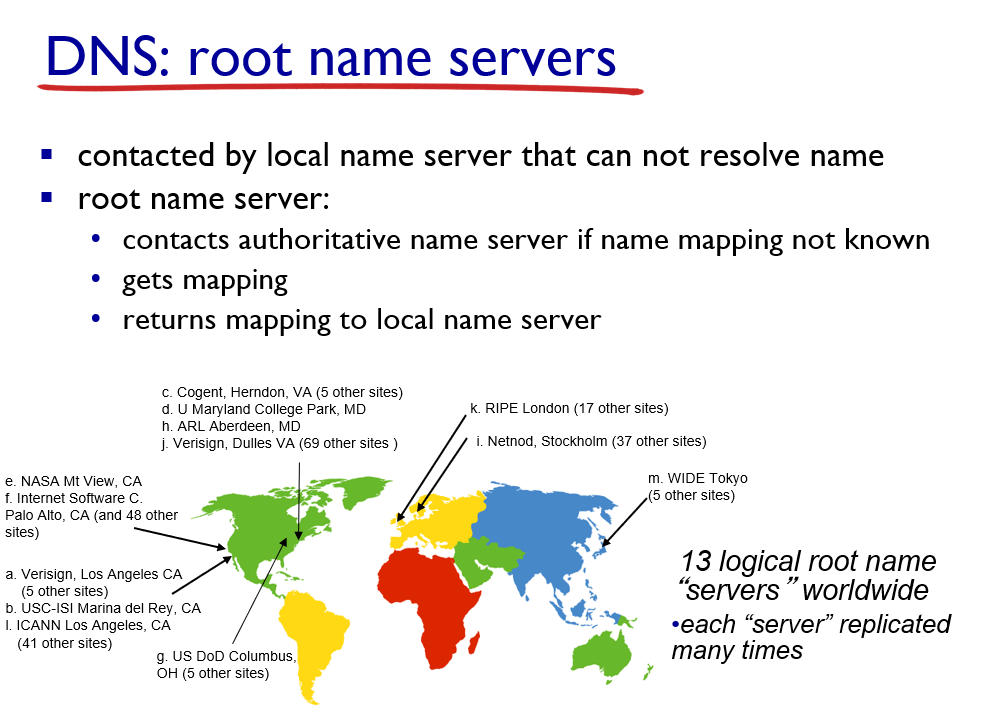 DNS: root name servers
▪ contacted by local name server that can not resolve name
▪ root name server:
• contacts authoritative name server if name mapping not known
• gets mapping
• returns mapping to local name server
c. Cogent, Herndon, VA (5 other sites)
d. U Maryland College Park, MD
h. ARL Aberdeen, MD
j. Verisign, Dulles VA (69 other sites )
k. RIPE London (17 other sites)
i. Netnod, Stockholm (37 other sites)
m. WIDE Tokyo
(5 other sites)
e. NASA Mt View, CA
f. Internet Software C.
Palo Alto, CA (and 48 other
sites)
a. Verisign, Los Angeles CA
(5 other sites)
b. USC-ISI Marina del Rey, CA
l. ICANN Los Angeles, CA
(41 other sites)
g. US DoD Columbus,
OH (5 other sites)
13 logical root name
“servers” worldwide
•each “server” replicated
many times